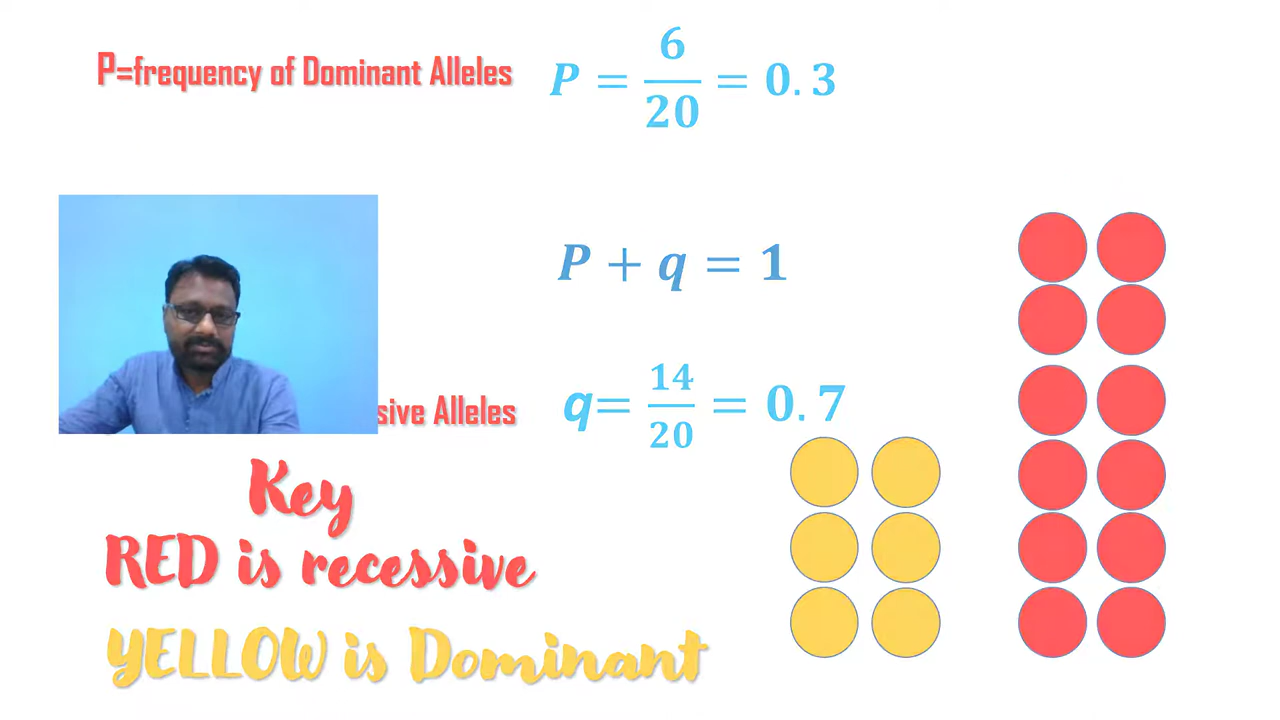 P=frequency of Dominant Alleles
P = 6/20 = 0.3
P + q = 1
Alleles
q= 14/20 = 0.7
Key
RED is recessive
YELLOW is Dominant